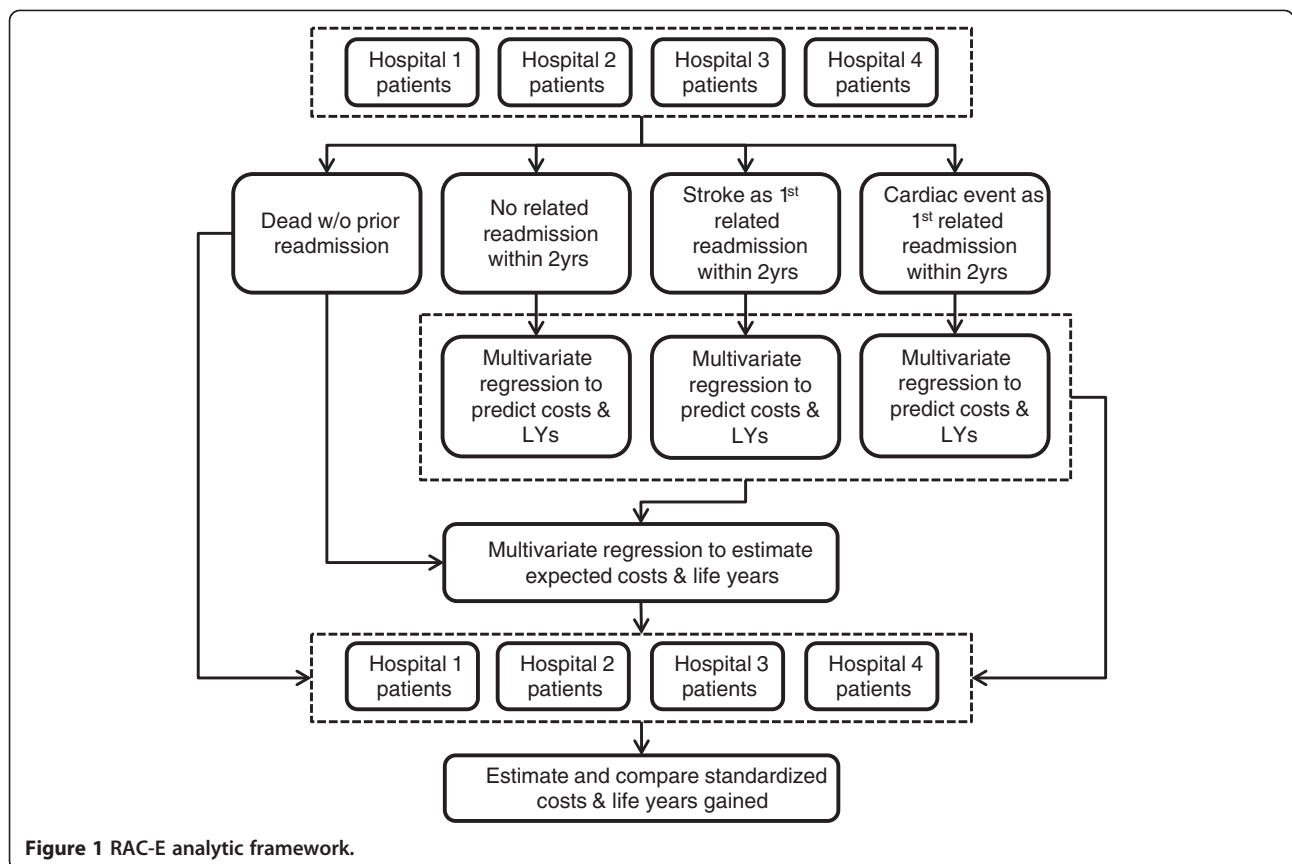 Hospital 1
patients
Hospital 2
patients
Hospital 3
patients
Hospital 4
patients
Dead w/o prior
readmission
No related
readmission
within 2yrs
Stroke as 1st
related
readmission
within 2yrs
Cardiac event as
1st related
readmission
within 2yrs
Multivariate
regression to
predict costs &
LYs
Multivariate
regression to
predict costs &
LYs
Multivariate
regression to
predict costs &
LYs
Multivariate regression to estimate
expected costs & life years
Hospital 1
patients
Hospital 2
patients
Hospital 3
patients
Hospital 4
patients
Estimate and compare standardized
costs & life years gained
Figure 1 RAC-E analytic framework.